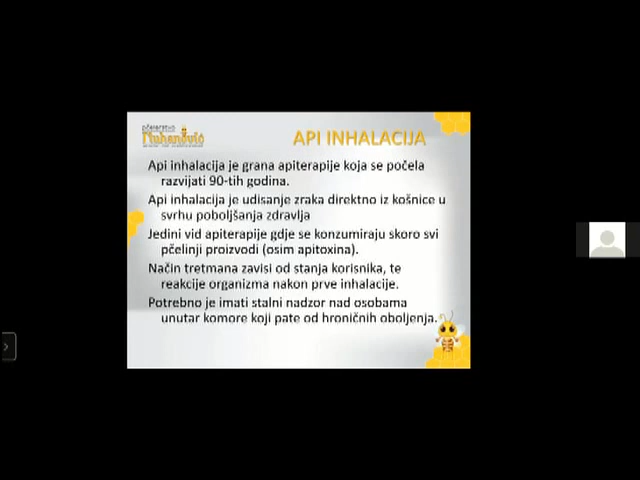 pčelarstvo
Muhanović
API INHALACIJA
Api inhalacija je grana apiterapije koja se počela
razvijati 90-tih godina.
Api inhalacija je udisanje zraka direktno iz košnice u
svrhu poboljšanja zdravlja
Jedini vid apiterapije gdje se konzumiraju skoro svi
pčelinji proizvodi (osim apitoxina).
Način tretmana zavisi od stanja korisnika, te
reakcije organizma nakon prve inhalacije.
Potrebno je imati stalni nadzor nad osobama
unutar komore koji pate od hroničnih oboljenja.